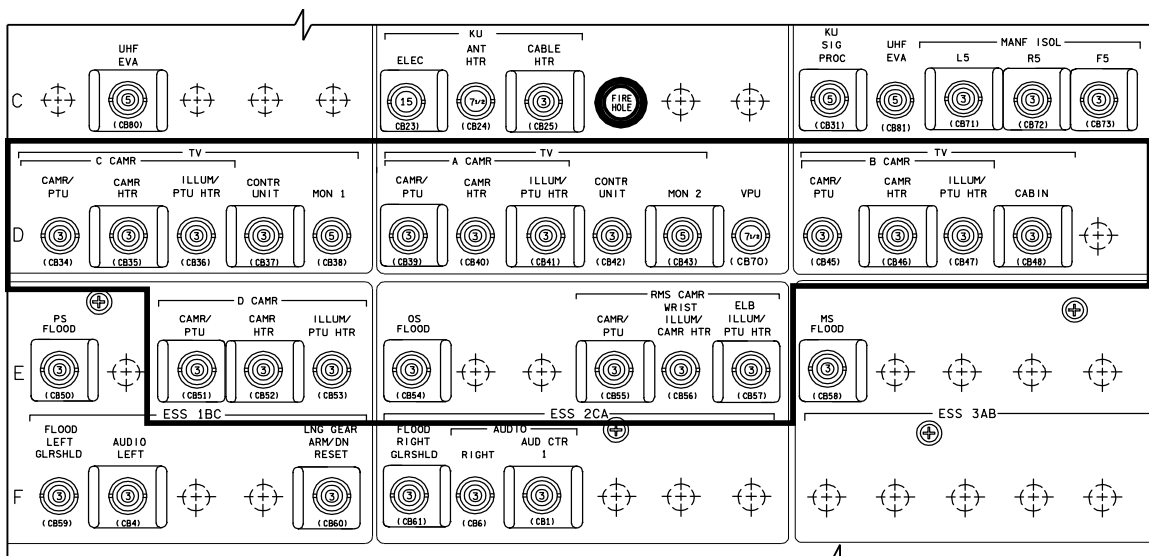 KU
KU
UHF
EVA
ELEC
ANT
HTR
CABLE
HTR
SIG
PROC
UHF
EVA
MANF ISOL
L5
R5
F5
C
5
15
7 1/2
3
FIRE
HOLE
5
5
3
3
3
(CB80)
(CB23)
(CB24)
(CB25)
(CB31)
(CB81)
(CB71)
(CB72)
(CB73)
TV
TV
TV
C CAMR
A CAMR
B CAMR
CAMR/
PTU
CAMR
HTR
ILLUM/
PTU HTR
CONTR
UNIT
MON 1
CAMR/
PTU
CAMR
HTR
ILLUM/
PTU HTR
CONTR
UNIT
MON 2
VPU
CAMR/
PTU
CAMR
HTR
ILLUM/
PTU HTR
CABIN
D
3
3
3
3
5
3
3
3
3
5
7 1/2
3
3
3
3
(CB34)
(CB35)
(CB36)
(CB37)
(CB38)
(CB39)
(CB40)
(CB41)
(CB42)
(CB43)
(CB70)
(CB45)
(CB46)
(CB47)
(CB48)
PS
FLOOD
D CAMR
CAMR/
PTU
CAMR
HTR
ILLUM/
PTU HTR
OS
FLOOD
RMS CAMR
CAMR/
PTU
WRIST
ILLUM/
CAMR HTR
ELB
ILLUM/
PTU HTR
MS
FLOOD
E
3
3
3
3
3
3
3
3
3
(CB50)
(CB51)
(CB52)
(CB53)
(CB54)
(CB55)
(CB56)
(CB57)
(CB58)
ESS 1BC
ESS 2CA
ESS 3AB
FLOOD
LEFT
GLRSHLD
AUDIO
LEFT
LNG GEAR
ARM/DN
RESET
FLOOD
RIGHT
GLRSHLD
AUDIO
RIGHT
AUD CTR
1
F
3
3
3
3
3
3
(CB59)
(CB4)
(CB60)
(CB61)
(CB6)
(CB1)